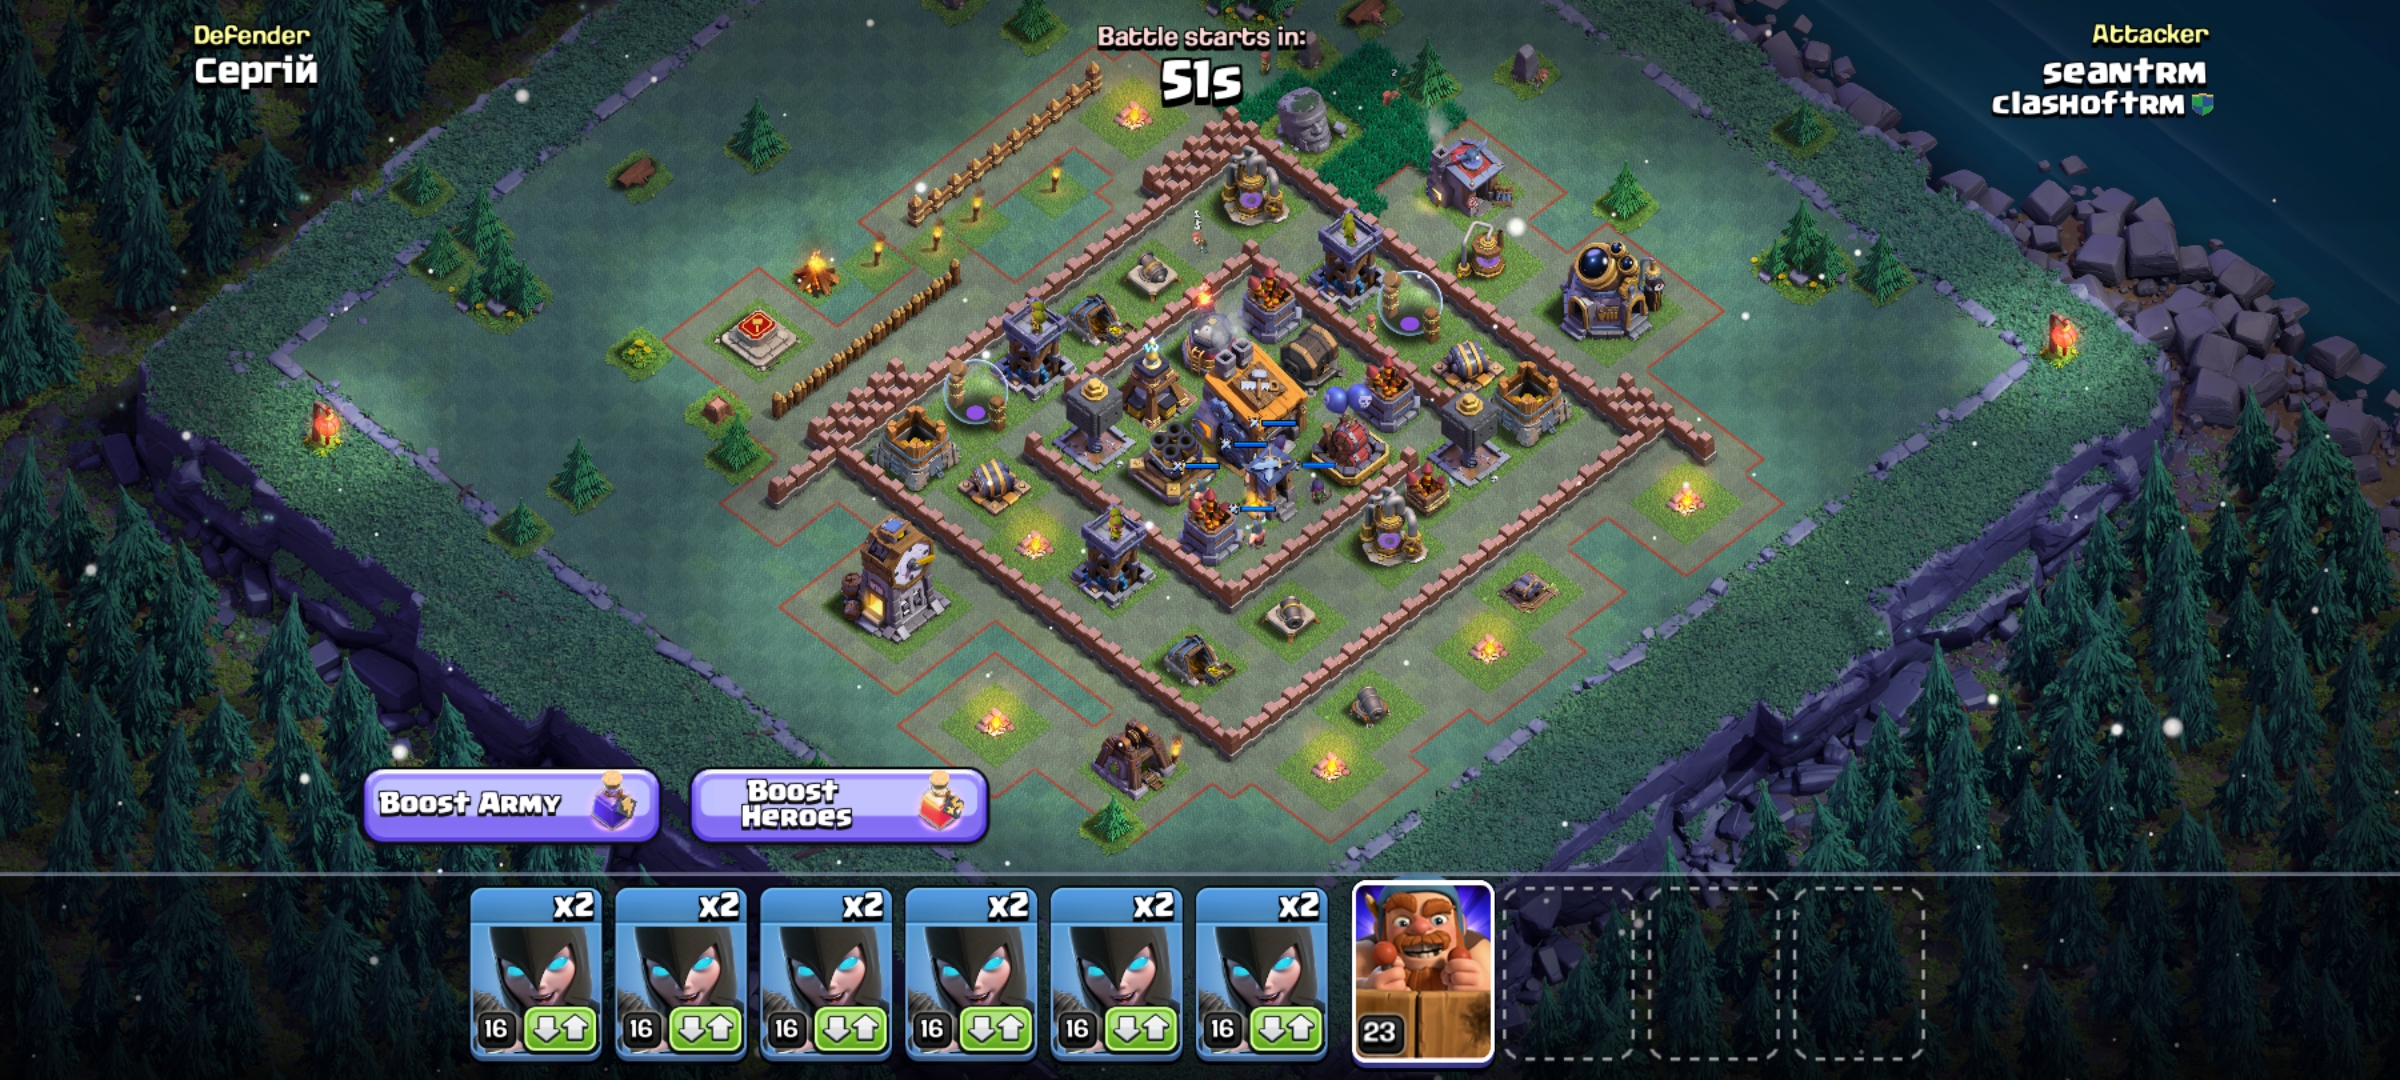 Defender
Сергій
Battle starts in:
51s
Attacker
seantRM
clashoftRM
Boost Army
Boost
Heroes
x2
x2
x2
x2
x2
x2
16
16
16
16
16
16
23